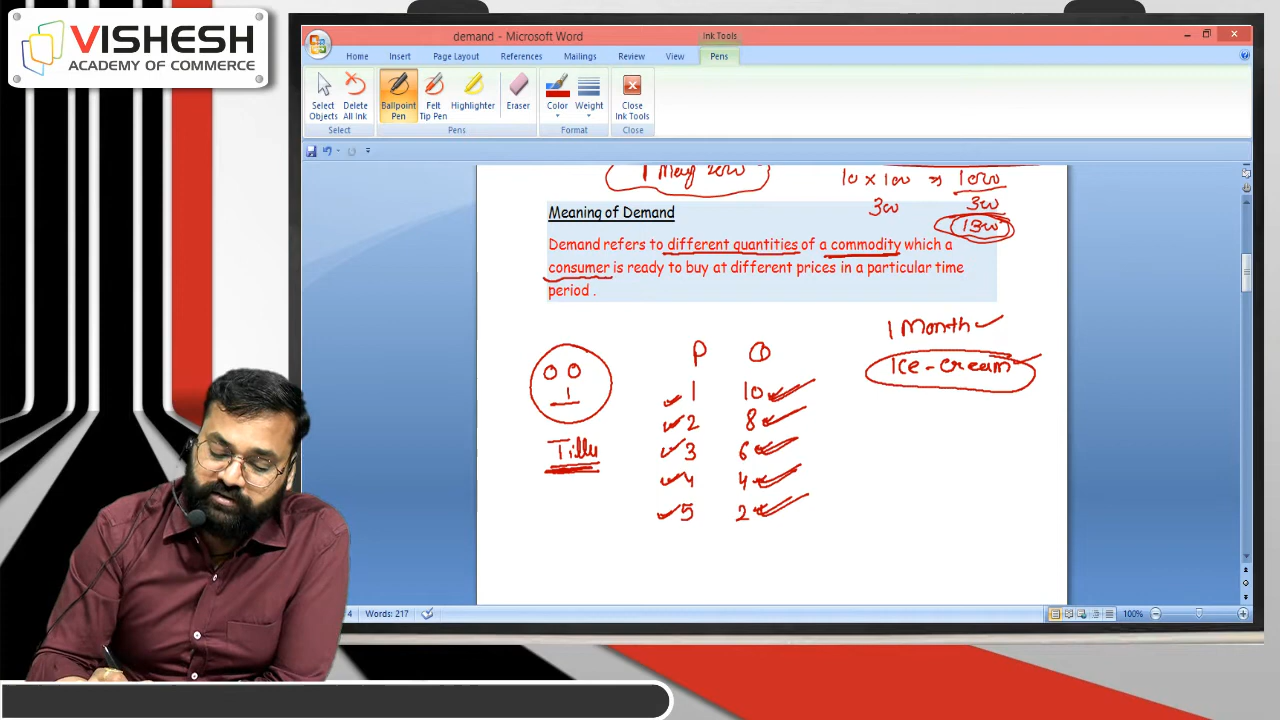 VISHESH
ACADEMY OF COMMERCE
demand - Microsoft Word
Ink Tools
Home Insert Page Layout References Mailings Review View Pens
Select Objects
Delete All Ink
Ballpoint Pen
Felt Tip Pen
Highlighter
Eraser
Color
Weight
Close Ink Tools
Select Pens Format Close
1 May 2020
10 x 100 ⇒ 1000
300 300
1300
Meaning of Demand
Demand refers to different quantities of a commodity which a
consumer is ready to buy at different prices in a particular time
period .
1 Month
Ice-cream
P Q
1 10
2 8
3 6
4 4
5 2
Tillu
4 Words: 217
100%